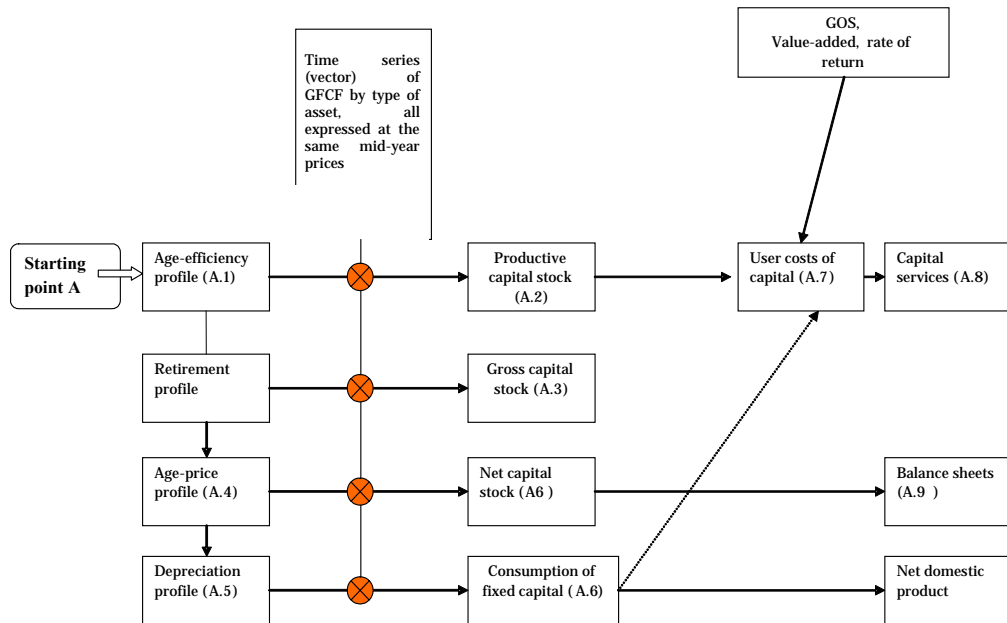 GOS,
Value-added, rate of
return
Time series
(vector) of
GFCF by type of
asset, all
expressed at the
same mid-year
prices
Starting
point A
Age-efficiency
profile (A.1)
Productive
capital stock
(A.2)
User costs of
capital (A.7)
Capital
services (A.8)
Retirement
profile
Gross capital
stock (A.3)
Age-price
profile (A.4)
Net capital
stock (A6 )
Balance sheets
(A.9 )
Depreciation
profile (A.5)
Consumption of
fixed capital (A.6)
Net domestic
product